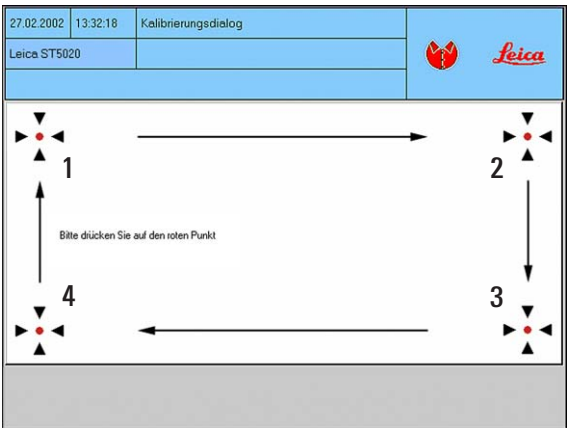 27.02.2002 13:32:18 Kalibrierungsdialog
Leica ST5020
Leica
1 2
Bitte drücken Sie auf den roten Punkt
4 3